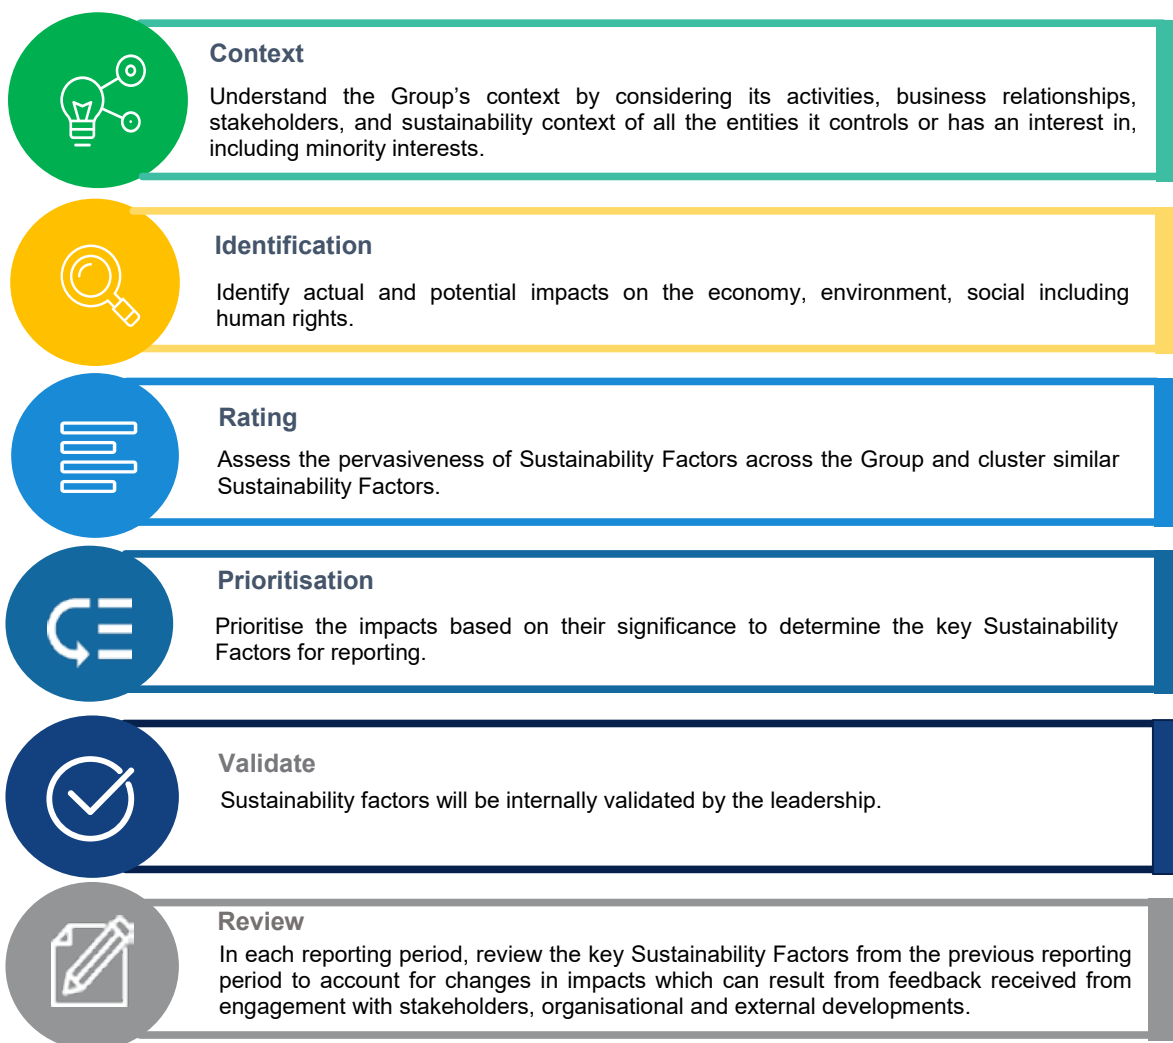 Context
Understand the Group's context by considering its activities, business relationships,
stakeholders, and sustainability context of all the entities it controls or has an interest in,
including minority interests.
Identification
Identify actual and potential impacts on the economy, environment, social including
human rights.
Rating
Assess the pervasiveness of Sustainability Factors across the Group and cluster similar
Sustainability Factors.
Prioritisation
Prioritise the impacts based on their significance to determine the key Sustainability
Factors for reporting.
Validate
Sustainability factors will be internally validated by the leadership.
Review
In each reporting period, review the key Sustainability Factors from the previous reporting
period to account for changes in impacts which can result from feedback received from
engagement with stakeholders, organisational and external developments.